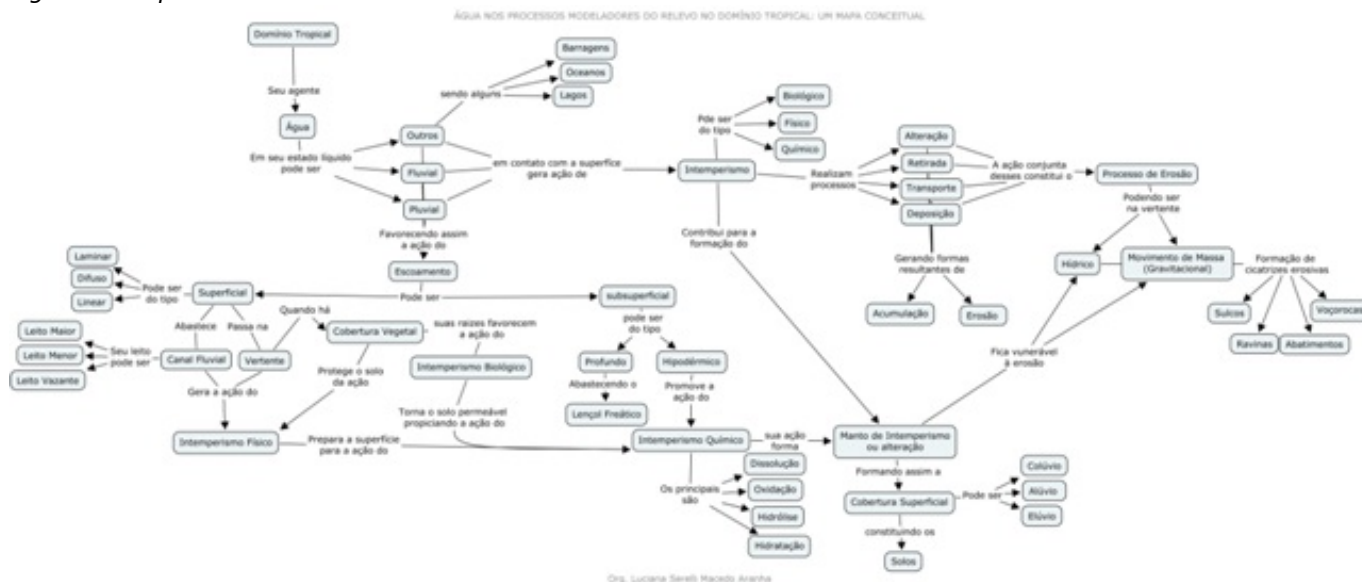 ÁGUA NOS PROCESSOS MODELADORES DO RELEVO NO DOMÍNIO TROPICAL: UM MAPA CONCEITUAL
Domínio Tropical
Seu agente
Água
Em seu estado líquido
pode ser
Outros
Fluvial
Pluvial
sendo alguns
Barragens
Oceanos
Lagos
em contato com a superfíce
gera ação de
Intemperismo
Pde ser
do tipo
Biológico
Físico
Químico
Realizam
processos
Alteração
Retirada
Transporte
Deposição
A ação conjunta
desses constitui o
Processo de Erosão
Podendo ser
na vertente
Hídrico
Movimento de Massa
(Gravitacional)
Formação de
cicatrizes erosivas
Sulcos
Ravinas
Abatimentos
Voçorocas
Gerando formas
resultantes de
Acumulação
Erosão
Contribui para a
formação do
Favorecendo assim
a ação do
Escoamento
Pode ser
Superficial
Pode ser
do tipo
Laminar
Difuso
Linear
Abastece
Passa na
Canal Fluvial
Vertente
Seu leito
pode ser
Leito Maior
Leito Menor
Leito Vazante
Gera a ação do
Quando há
Cobertura Vegetal
suas raizes favorecem
a ação do
Intemperismo Biológico
Protege o solo
da ação
Intemperismo Físico
Prepara a superfície
para a ação do
Torna o solo permeável
propiciando a ação do
subsuperficial
pode ser
do tipo
Profundo
Hipodérmico
Abastecendo o
Lençol Freático
Promove a
ação do
Intemperismo Químico
Os principais
são
Dissolução
Oxidação
Hidrólise
Hidratação
sua ação
forma
Manto de Intemperismo
ou alteração
Fica vunerável
à erosão
Formando assim a
Cobertura Superficial
Pode ser
Colúvio
Alúvio
Elúvio
constituindo os
Solos
Org. Luciana Serelli Macedo Aranha